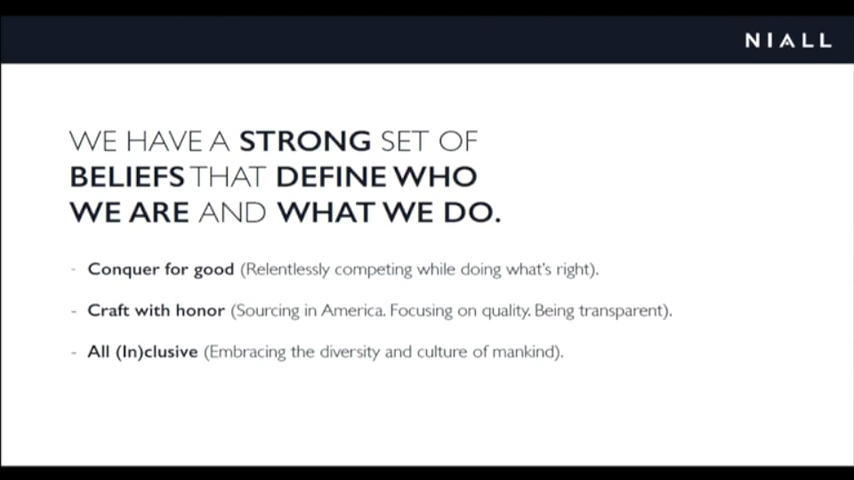 NIALL
WE HAVE A STRONG SET OF
BELIEFS THAT DEFINE WHO
WE ARE AND WHAT WE DO.
- Conquer for good (Relentlessly competing while doing what's right).
- Craft with honor (Sourcing in America. Focusing on quality. Being transparent).
- All (In)clusive (Embracing the diversity and culture of mankind).